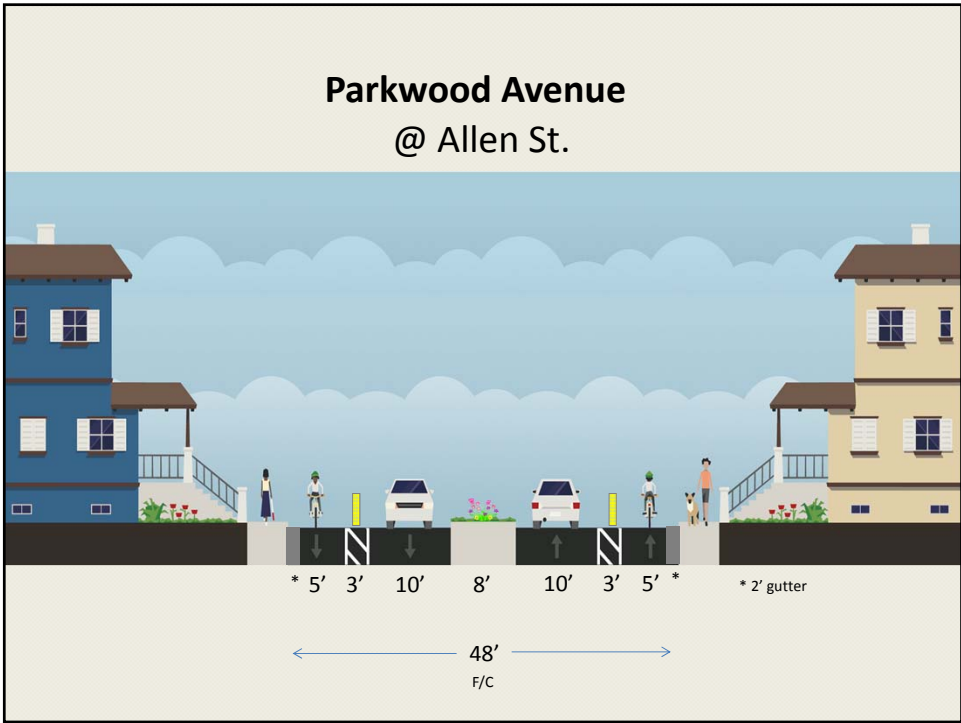 Parkwood Avenue
@ Allen St.
* 5’ 3’ 10’ 8’ 10’ 3’ 5’ * * 2’ gutter
48’
F/C